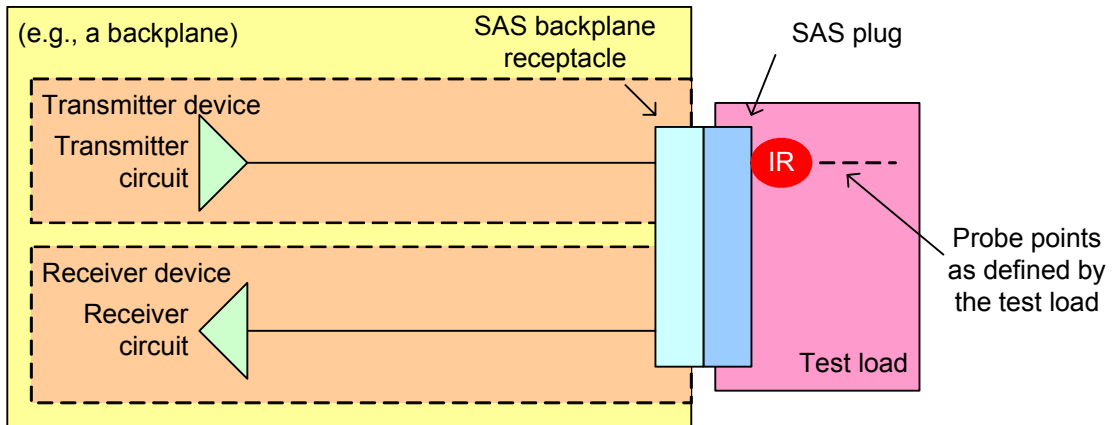 (e.g., a backplane)
SAS backplane
receptacle
SAS plug
Transmitter device
Transmitter
circuit
IR
Probe points
as defined by
the test load
Receiver device
Receiver
circuit
Test load